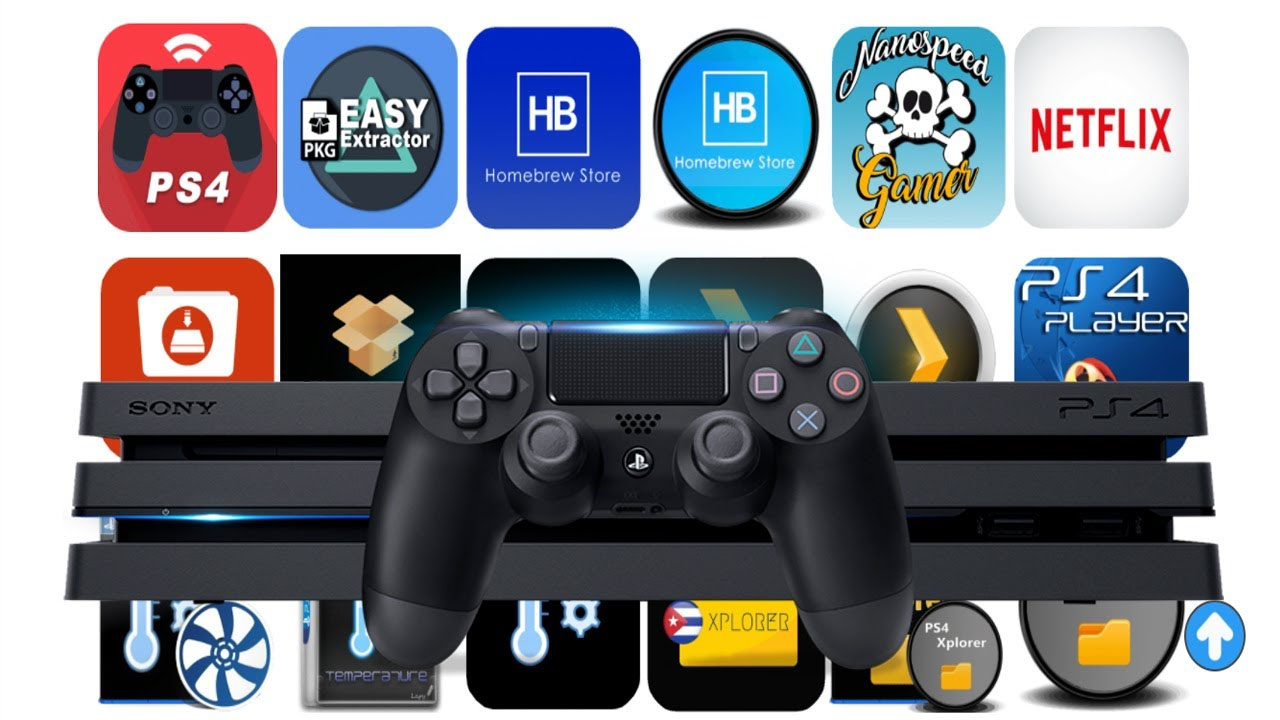 PS4
PKG
EASY
Extractor
HB
Homebrew Store
HB
Homebrew Store
Nanospeed
Gamer
NETFLIX
PS4
PLAYER
SONY
PS4
TEMPERATURE
XPLORER
PS4
Xplorer